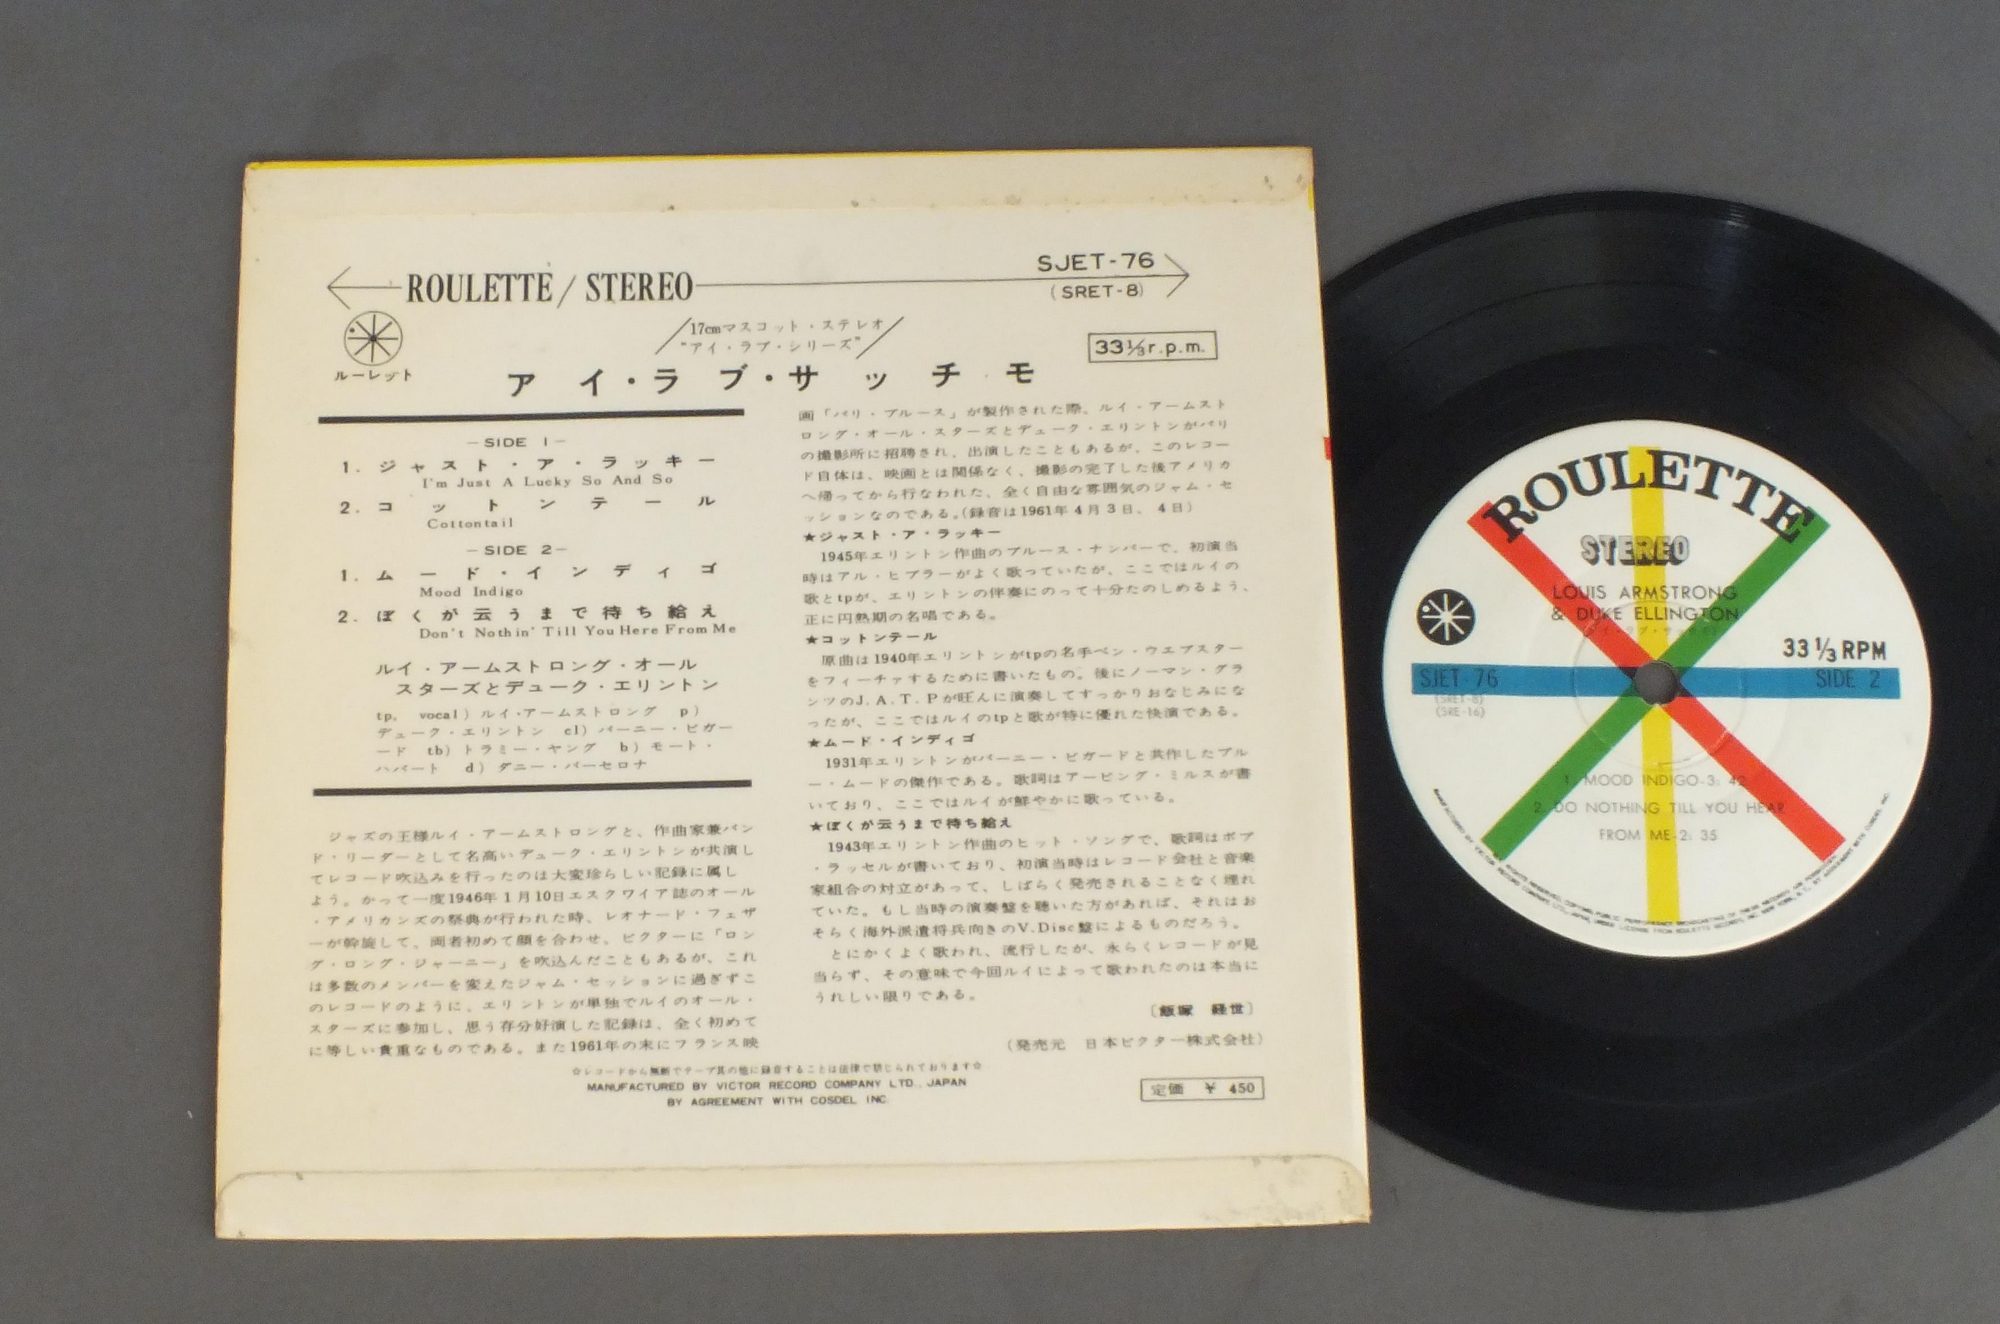 ROULETTE / STEREO
SJET-76
(SRET-8)
ルーレット
17cmマスコット・ステレオ
"アイ・ラブ・シリーズ"
33⅓r.p.m.
アイ・ラブ・サッチモ
—SIDE 1—
1. ジャスト・ア・ラッキー
I'm Just A Lucky So And So
2. コットンテール
Cottontail
—SIDE 2—
1. ムード・インディゴ
Mood Indigo
2. ぼくが云うまで待ち給え
Don't Nothin' Till You Here From Me
ルイ・アームストロング・オール
スターズとデューク・エリントン
tp, vocal) ルイ・アームストロング p)
デューク・エリントン cl) バーニー・ビガー
ード tb) トラミー・ヤング b) モート・
ハバート d) ダニー・バーセロナ
ジャズの王様ルイ・アームストロングと、作曲家兼バン
ド・リーダーとして名高いデューク・エリントンが共演し
てレコード吹込みを行ったのは大変珍らしい記録に属し
よう。かって一度1946年1月10日エスクワイア誌のオール
・アメリカンズの祭典が行われた時、レオナード・フェザ
ーが斡旋して、両者初めて顔を合わせ、ビクターに「ロン
グ・ロング・ジャーニー」を吹込んだこともあるが、これ
は多数のメンバーを変えたジャム・セッションに過ぎずこ
のレコードのように、エリントンが単独でルイのオール・
スターズに参加し、思う存分好演した記録は、全く初めて
に等しい貴重なものである。また1961年の末にフランス映
画「パリ・ブルース」が製作された際、ルイ・アームスト
ロング・オール・スターズとデューク・エリントンがパリ
の撮影所に招聘され、出演したこともあるが、このレコー
ド自体は、映画とは関係なく、撮影の完了した後アメリカ
へ帰ってから行なわれた、全く自由な雰囲気のジャム・セ
ッションなのである。(録音は1961年4月3日、4日)
★ジャスト・ア・ラッキー
1945年エリントン作曲のブルース・ナンバーで、初演当
時はアル・ヒブラーがよく歌っていたが、ここではルイの
歌とtpが、エリントンの伴奏にのって十分たのしめるよう、
正に円熟期の名唱である。
★コットンテール
原曲は1940年エリントンがtpの名手ベン・ウエブスター
をフィーチャするために書いたもの。後にノーマン・グラ
ンツのJ.A.T.Pが旺んに演奏してすっかりおなじみにな
ったが、ここではルイのtpと歌が特に優れた快演である。
★ムード・インディゴ
1931年エリントンがバーニー・ビガードと共作したブル
ー・ムードの傑作である。歌詞はアービング・ミルスが書
いており、ここではルイが鮮やかに歌っている。
★ぼくが云うまで待ち給え
1943年エリントン作曲のヒット・ソングで、歌詞はボブ
・ラッセルが書いており、初演当時はレコード会社と音楽
家組合の対立があって、しばらく発売されることなく埋れ
ていた。もし当時の演奏盤を聴いた方があれば、それはお
そらく海外派遣将兵向きのV.Disc盤によるものだろう。
とにかくよく歌われ、流行したが、永らくレコードが見
当らず、その意味で今回ルイによって歌われたのは本当に
うれしい限りである。
〔飯塚 経世〕
(発売元 日本ビクター株式会社)
☆レコードから無断でテープ其の他に録音することは法律で禁じられております☆
MANUFACTURED BY VICTOR RECORD COMPANY LTD., JAPAN
BY AGREEMENT WITH COSDEL INC.
定価 ¥ 450
ROULETTE
STEREO
LOUIS ARMSTRONG
& DUKE ELLINGTON
33⅓ RPM
SJET-76
SIDE 2
(SRET-8)
(SRE-16)
1. MOOD INDIGO-3: 42
2. DO NOTHING TILL YOU HEAR
FROM ME-2: 35